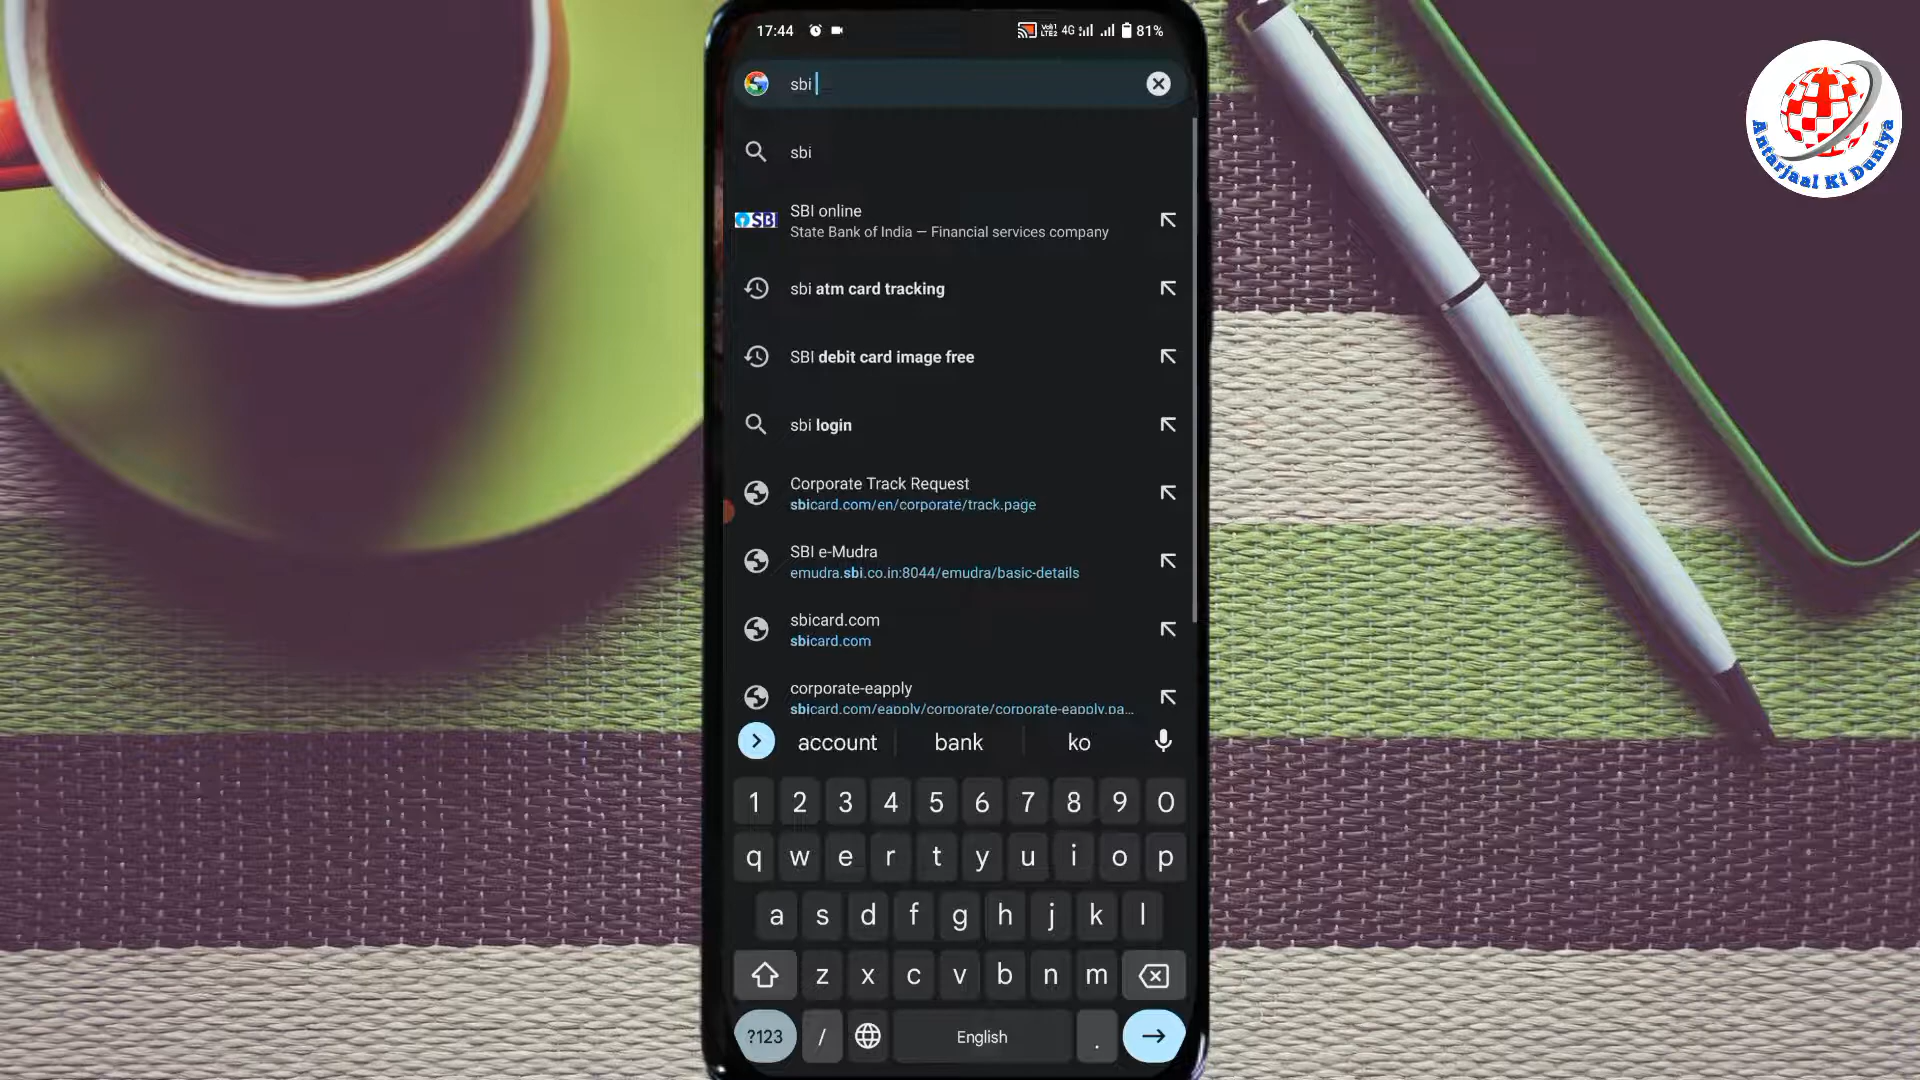 17:44 VoLTE LTE2 4G 81%
sbi
sbi
SBI
SBI online
State Bank of India — Financial services company
sbi atm card tracking
SBI debit card image free
sbi login
Corporate Track Request
sbicard.com/en/corporate/track.page
SBI e-Mudra
emudra.sbi.co.in:8044/emudra/basic-details
sbicard.com
sbicard.com
corporate-eapply
sbicard.com/eapply/corporate/corporate-eapply.pa...
account bank ko
1 2 3 4 5 6 7 8 9 0
q w e r t y u i o p
a s d f g h j k l
z x c v b n m
?123 / English .
Antarjaal Ki Duniya